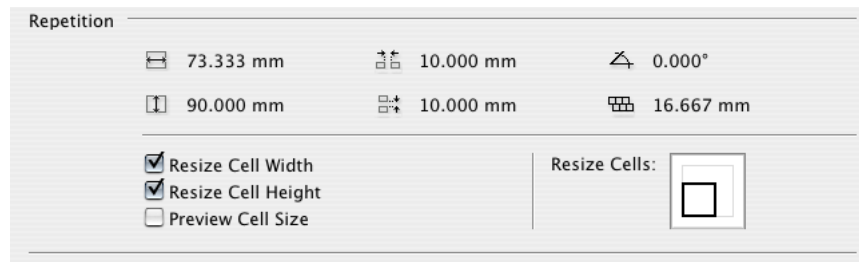 Repetition
73.333 mm 10.000 mm 0.000°
90.000 mm 10.000 mm 16.667 mm
Resize Cell Width Resize Cells:
Resize Cell Height
Preview Cell Size